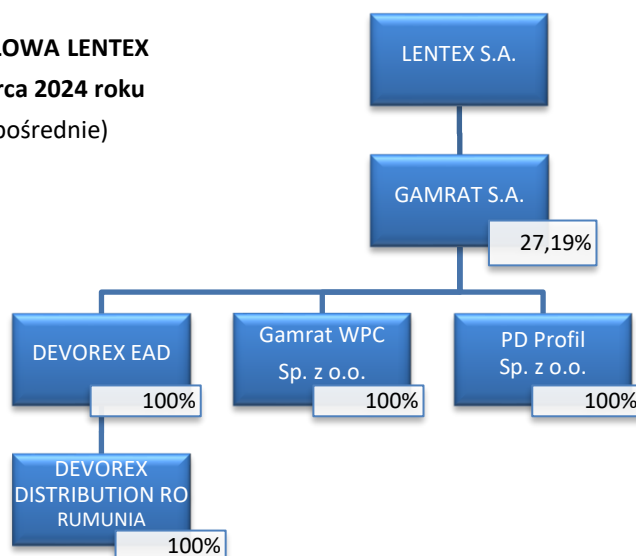 ŁOWA LENTEX
rca 2024 roku
pośrednie)
LENTEX S.A.
GAMRAT S.A.
27,19%
DEVOREX EAD
100%
Gamrat WPC
Sp. z o.o.
100%
PD Profil
Sp. z o.o.
100%
DEVOREX
DISTRIBUTION RO
RUMUNIA
100%